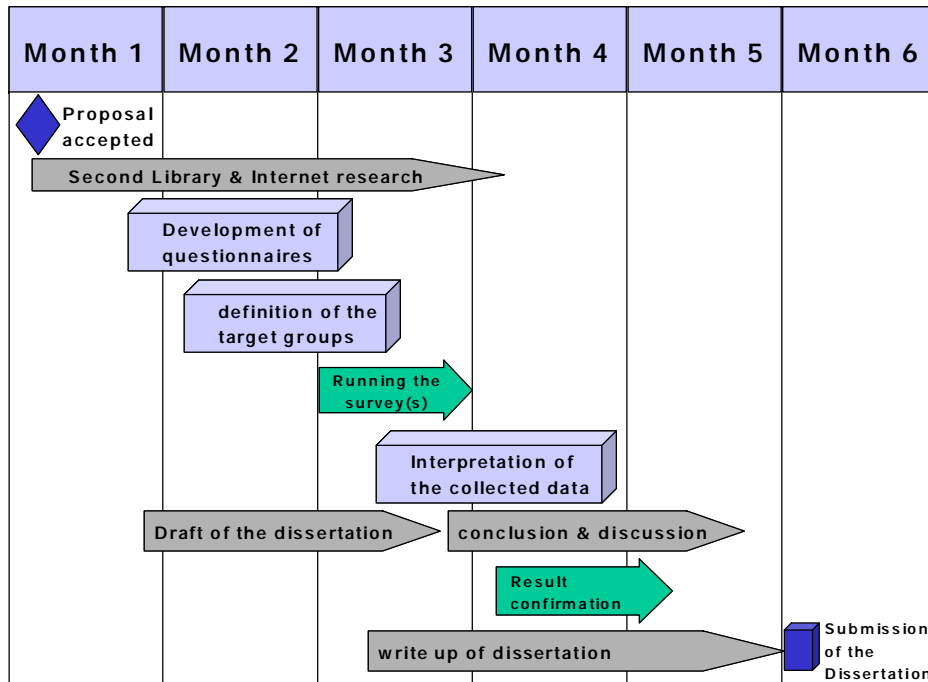 Month 1 Month 2 Month 3 Month 4 Month 5 Month 6
Proposal
accepted
Second Library & Internet research
Development of
questionnaires
definition of the
target groups
Running the
survey(s)
Interpretation of
the collected data
Draft of the dissertation
conclusion & discussion
Result
confirmation
write up of dissertation
Submission
of the
Dissertation